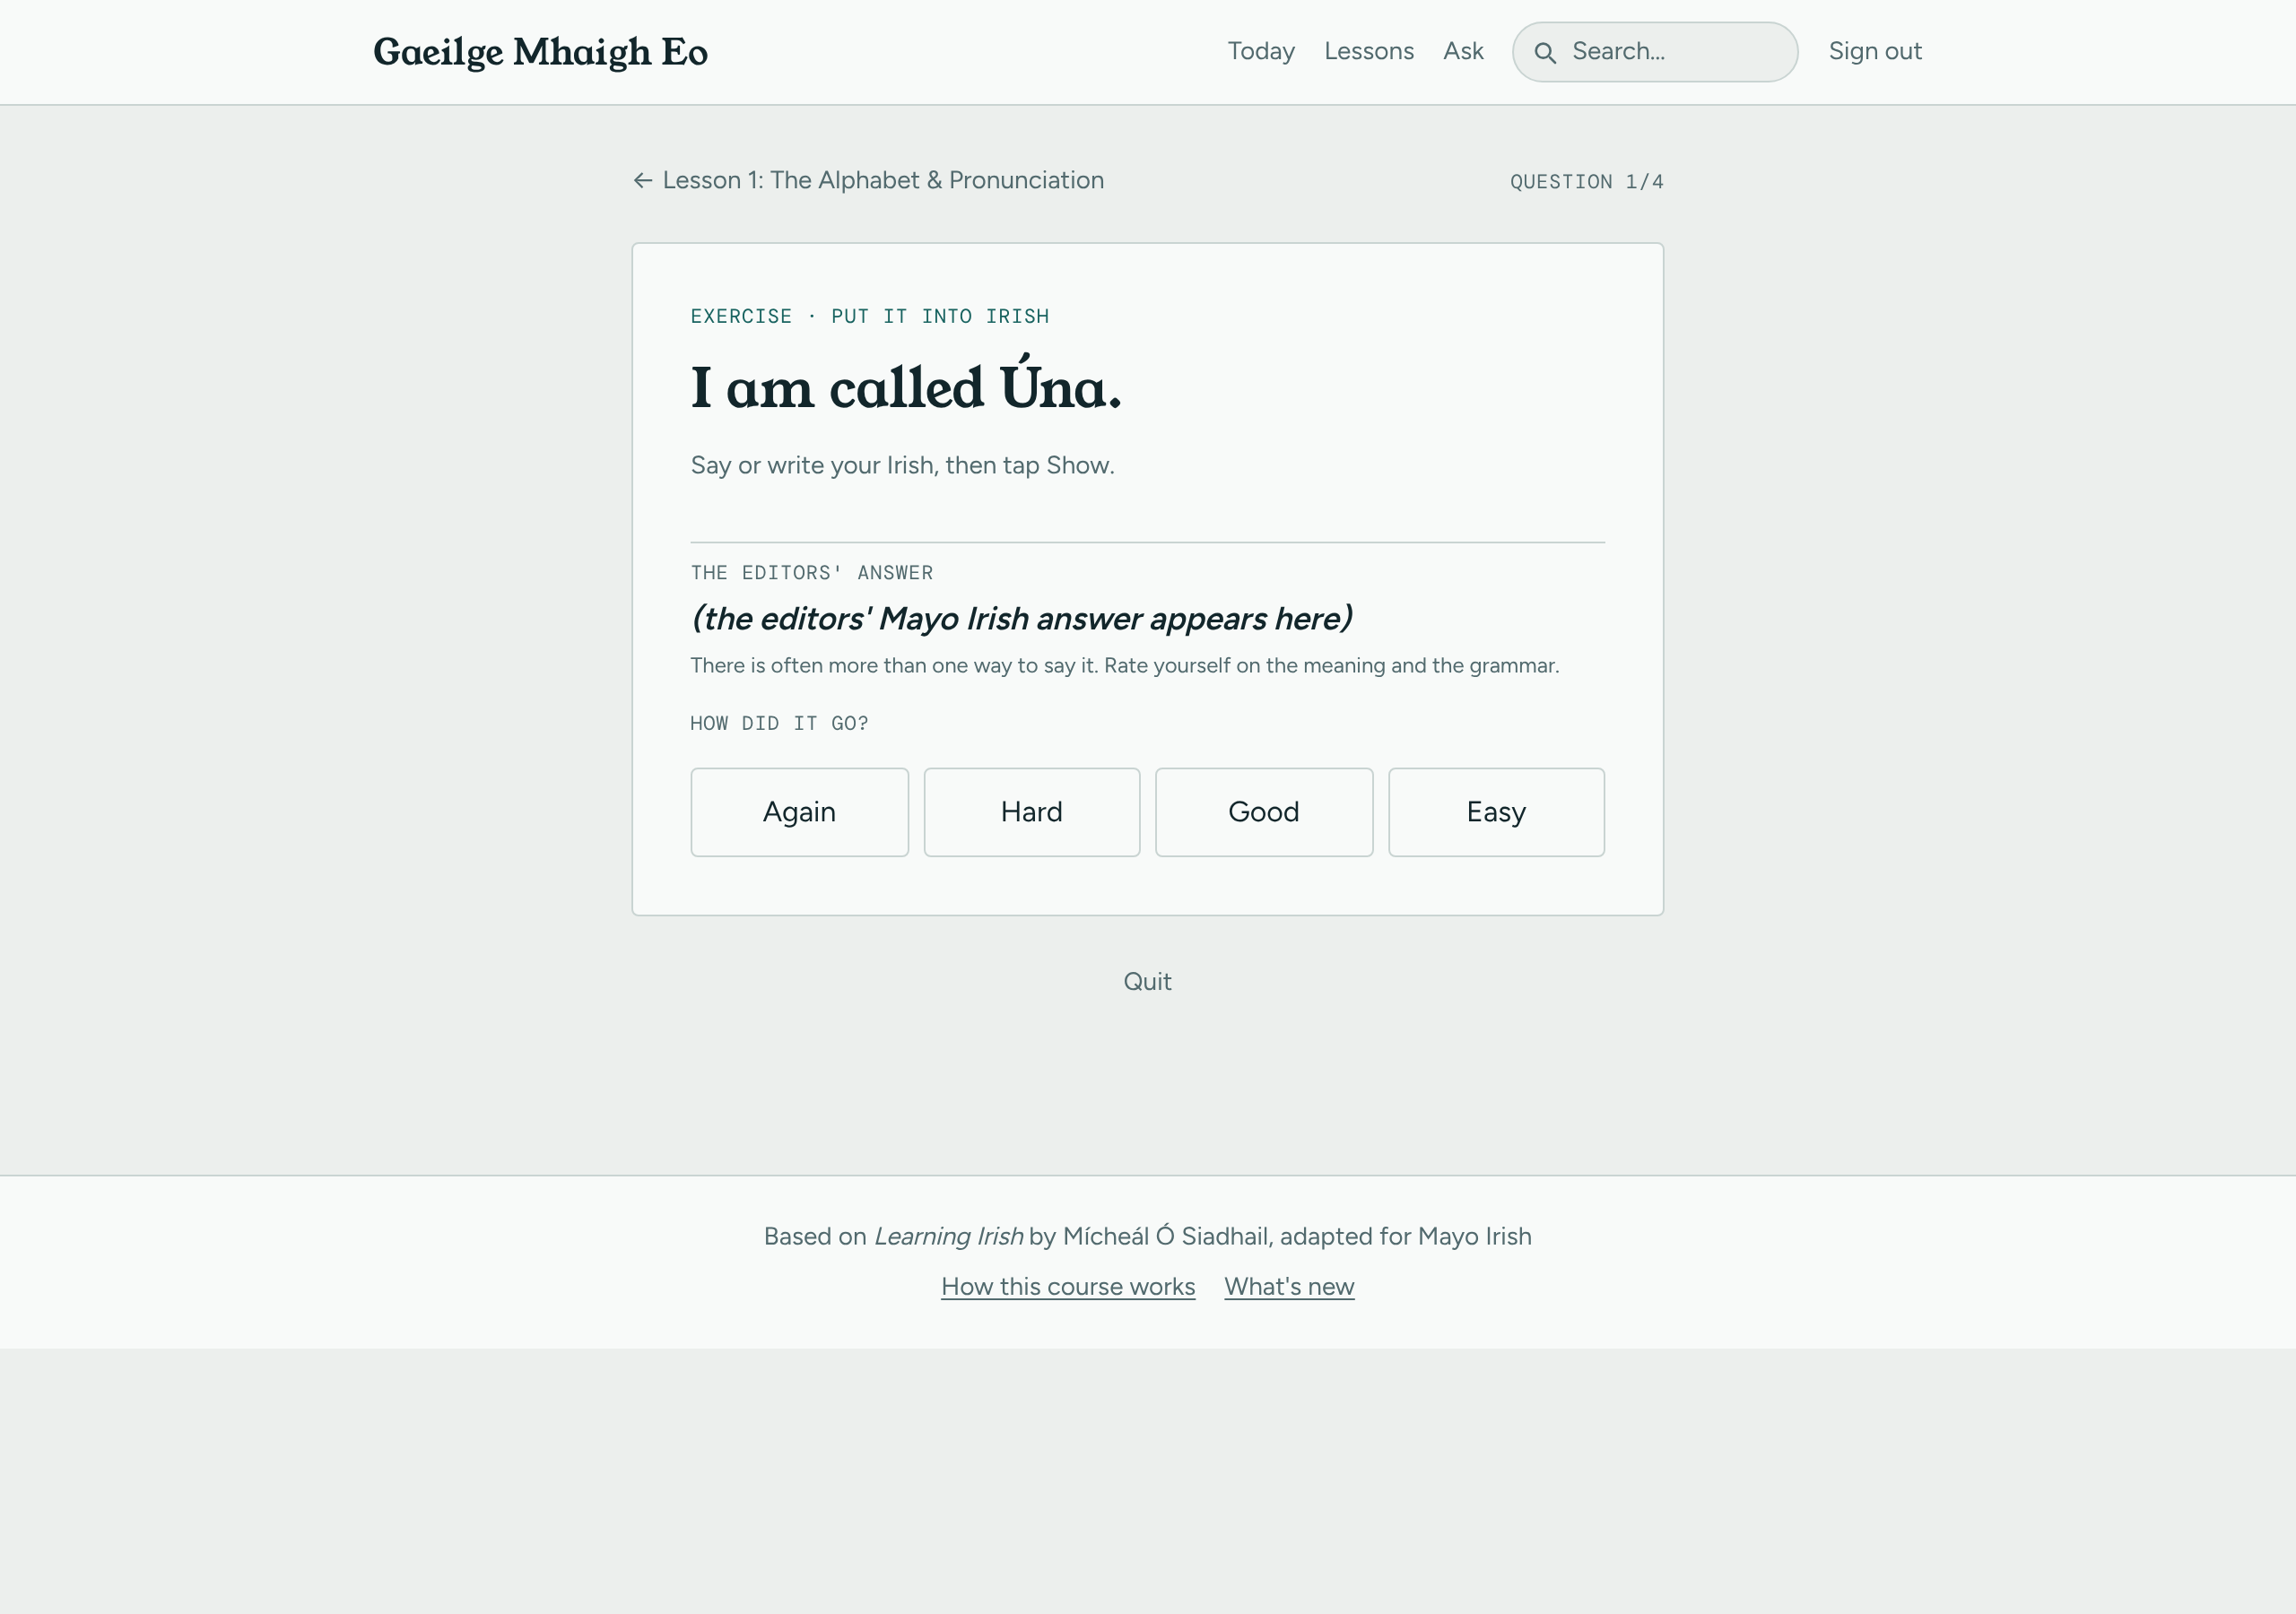 Gaeilge Mhaigh Eo
Today Lessons Ask Search... Sign out
← Lesson 1: The Alphabet & Pronunciation QUESTION 1/4
EXERCISE · PUT IT INTO IRISH
I am called Úna.
Say or write your Irish, then tap Show.
THE EDITORS' ANSWER
(the editors' Mayo Irish answer appears here)
There is often more than one way to say it. Rate yourself on the meaning and the grammar.
HOW DID IT GO?
Again Hard Good Easy
Quit
Based on Learning Irish by Mícheál Ó Siadhail, adapted for Mayo Irish
How this course works What's new